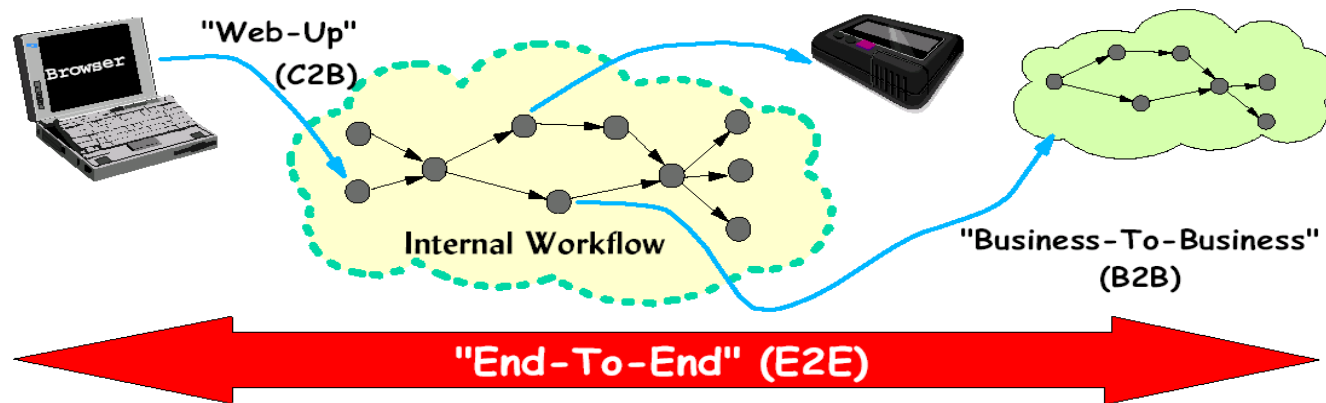 Browser
"Web-Up"
(C2B)
Internal Workflow
"Business-To-Business"
(B2B)
"End-To-End" (E2E)